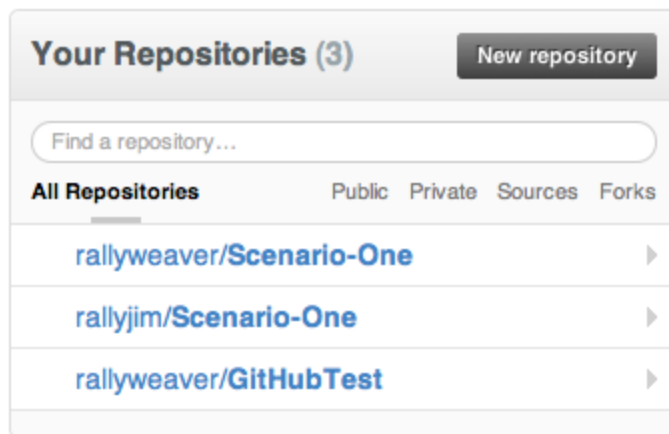 Your Repositories (3) New repository
Find a repository…
All Repositories Public Private Sources Forks
rallyweaver/Scenario-One
rallyjim/Scenario-One
rallyweaver/GitHubTest